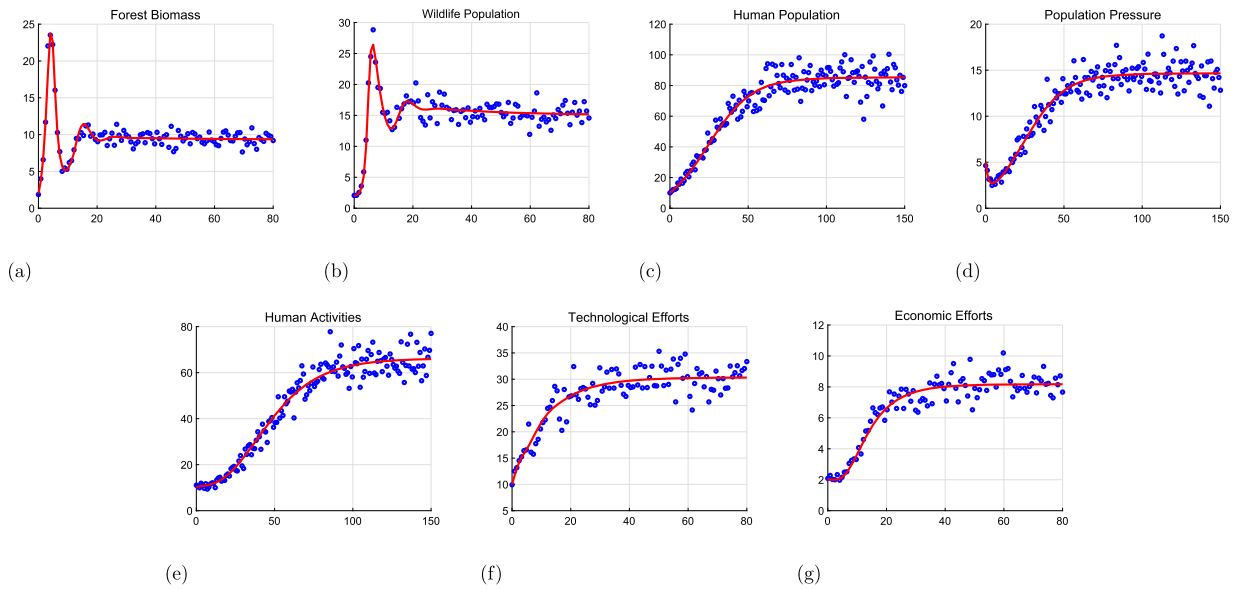 Forest Biomass
25
20
15
10
5
0
0 20 40 60 80
(a)
Wildlife Population
30
25
20
15
10
5
0
0 20 40 60 80
(b)
Human Population
120
100
80
60
40
20
0
0 50 100 150
(c)
Population Pressure
20
15
10
5
0
0 50 100 150
(d)
Human Activities
80
60
40
20
0
0 50 100 150
(e)
Technological Efforts
40
35
30
25
20
15
10
5
0 20 40 60 80
(f)
Economic Efforts
12
10
8
6
4
2
0
0 20 40 60 80
(g)